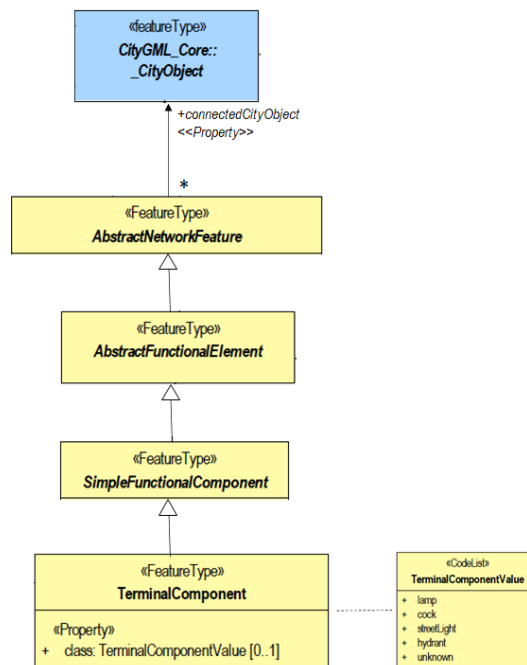 «featureType»
CityGML_Core::
_CityObject
+connectedCityObject
<<Property>>
*
«FeatureType»
AbstractNetworkFeature
«FeatureType»
AbstractFunctionalElement
«FeatureType»
SimpleFunctionalComponent
«FeatureType»
TerminalComponent
«Property»
+ class: TerminalComponentValue [0..1]
«CodeList»
TerminalComponentValue
+ lamp
+ cock
+ streetLight
+ hydrant
+ unknown